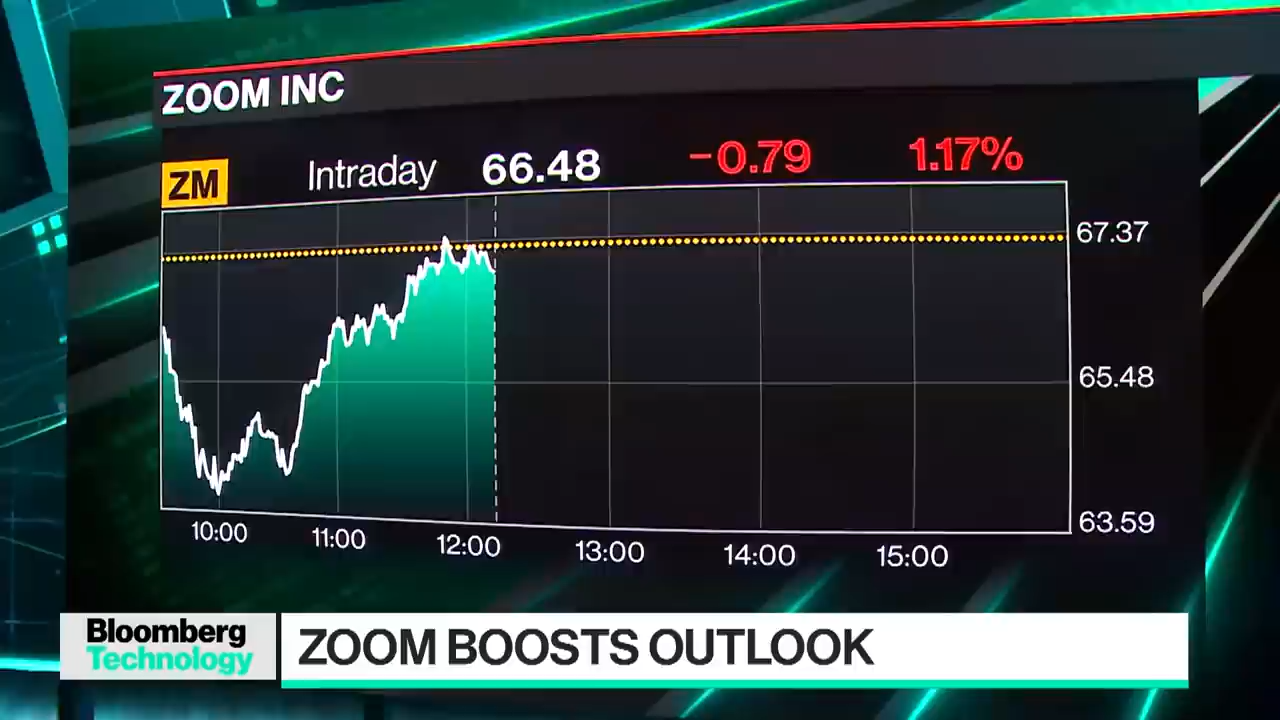 ZOOM INC
ZM Intraday 66.48 -0.79 1.17%
67.37
65.48
63.59
10:00 11:00 12:00 13:00 14:00 15:00
Bloomberg
Technology
ZOOM BOOSTS OUTLOOK